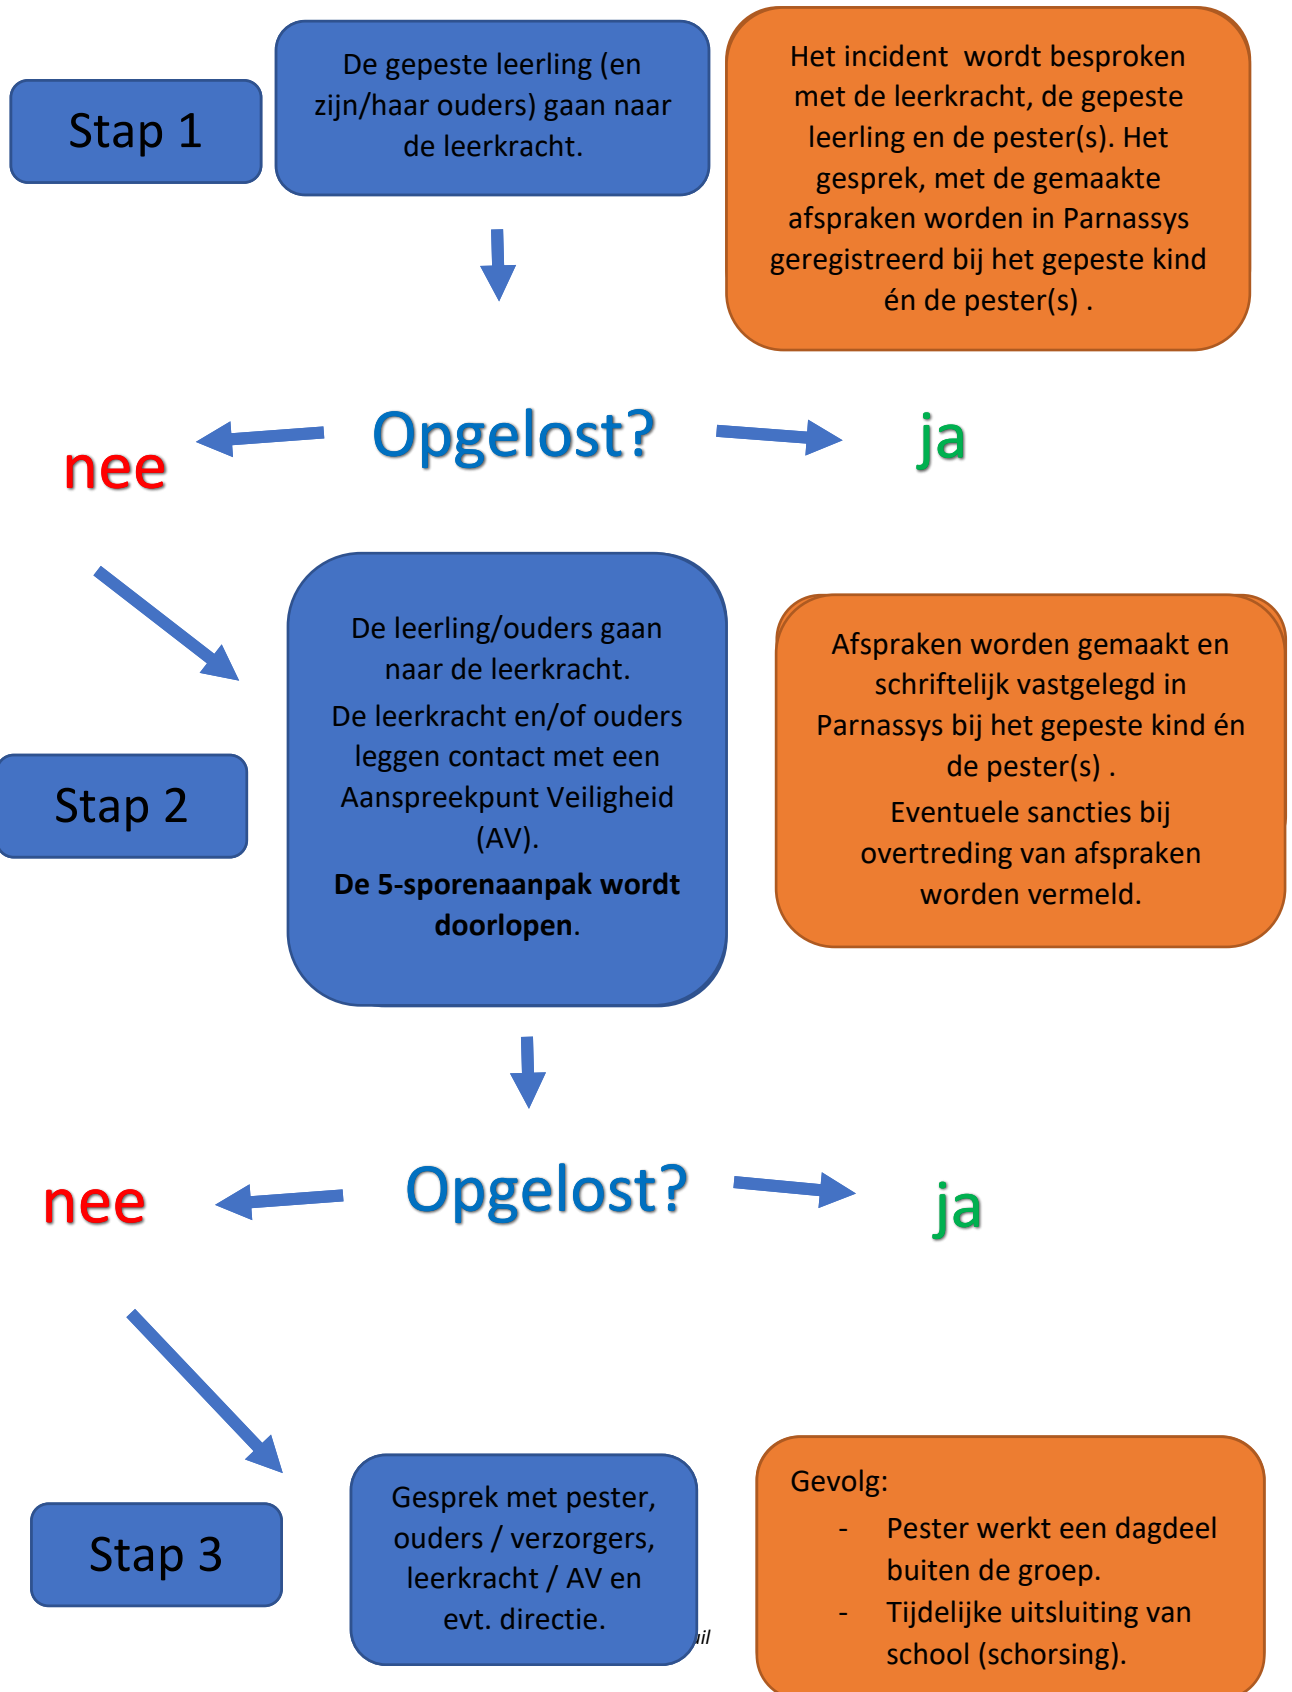 Stap 1
De gepeste leerling (en
zijn/haar ouders) gaan naar
de leerkracht.
Het incident  wordt besproken
met de leerkracht, de gepeste
leerling en de pester(s). Het
gesprek, met de gemaakte
afspraken worden in Parnassys
geregistreerd bij het gepeste kind
én de pester(s) .
nee
Opgelost?
ja
Stap 2
De leerling/ouders gaan
naar de leerkracht.
De leerkracht en/of ouders
leggen contact met een
Aanspreekpunt Veiligheid
(AV).
De 5-sporenaanpak wordt
doorlopen.
Afspraken worden gemaakt en
schriftelijk vastgelegd in
Parnassys bij het gepeste kind én
de pester(s) .
Eventuele sancties bij
overtreding van afspraken
worden vermeld.
nee
Opgelost?
ja
Stap 3
Gesprek met pester,
ouders / verzorgers,
leerkracht / AV en
evt. directie.
Gevolg:
- Pester werkt een dagdeel
buiten de groep.
- Tijdelijke uitsluiting van
school (schorsing).